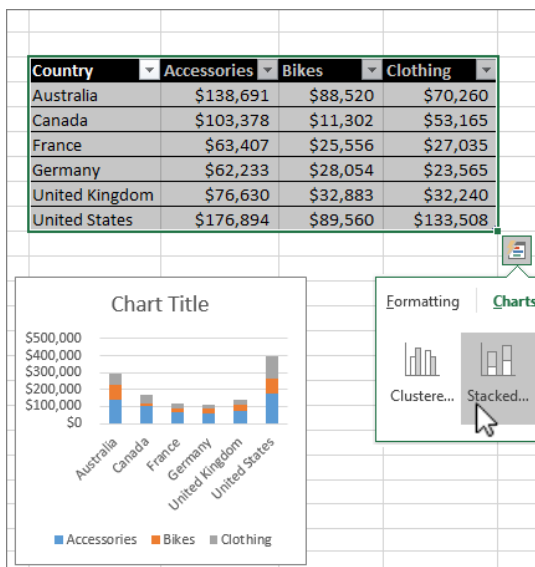 Country Accessories Bikes Clothing
Australia $138,691 $88,520 $70,260
Canada $103,378 $11,302 $53,165
France $63,407 $25,556 $27,035
Germany $62,233 $28,054 $23,565
United Kingdom $76,630 $32,883 $32,240
United States $176,894 $89,560 $133,508
Formatting Charts
Clustere... Stacked...
Chart Title
$500,000
$400,000
$300,000
$200,000
$100,000
$0
Australia
Canada
France
Germany
United Kingdom
United States
Accessories Bikes Clothing